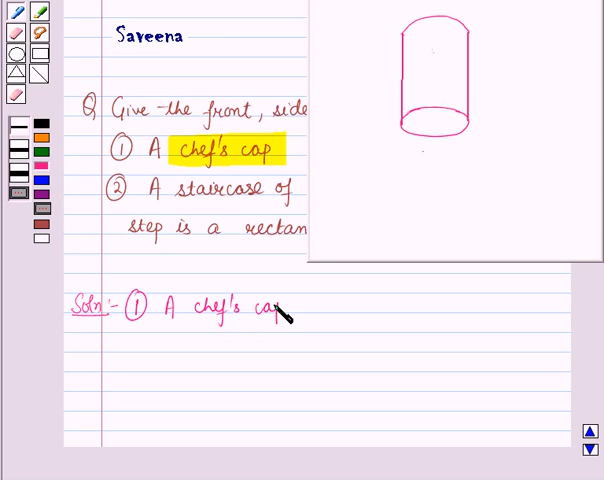 Saveena
Q Give the front, side
① A chef's cap
② A staircase of
step is a rectan
Soln:- ① A chef's cap